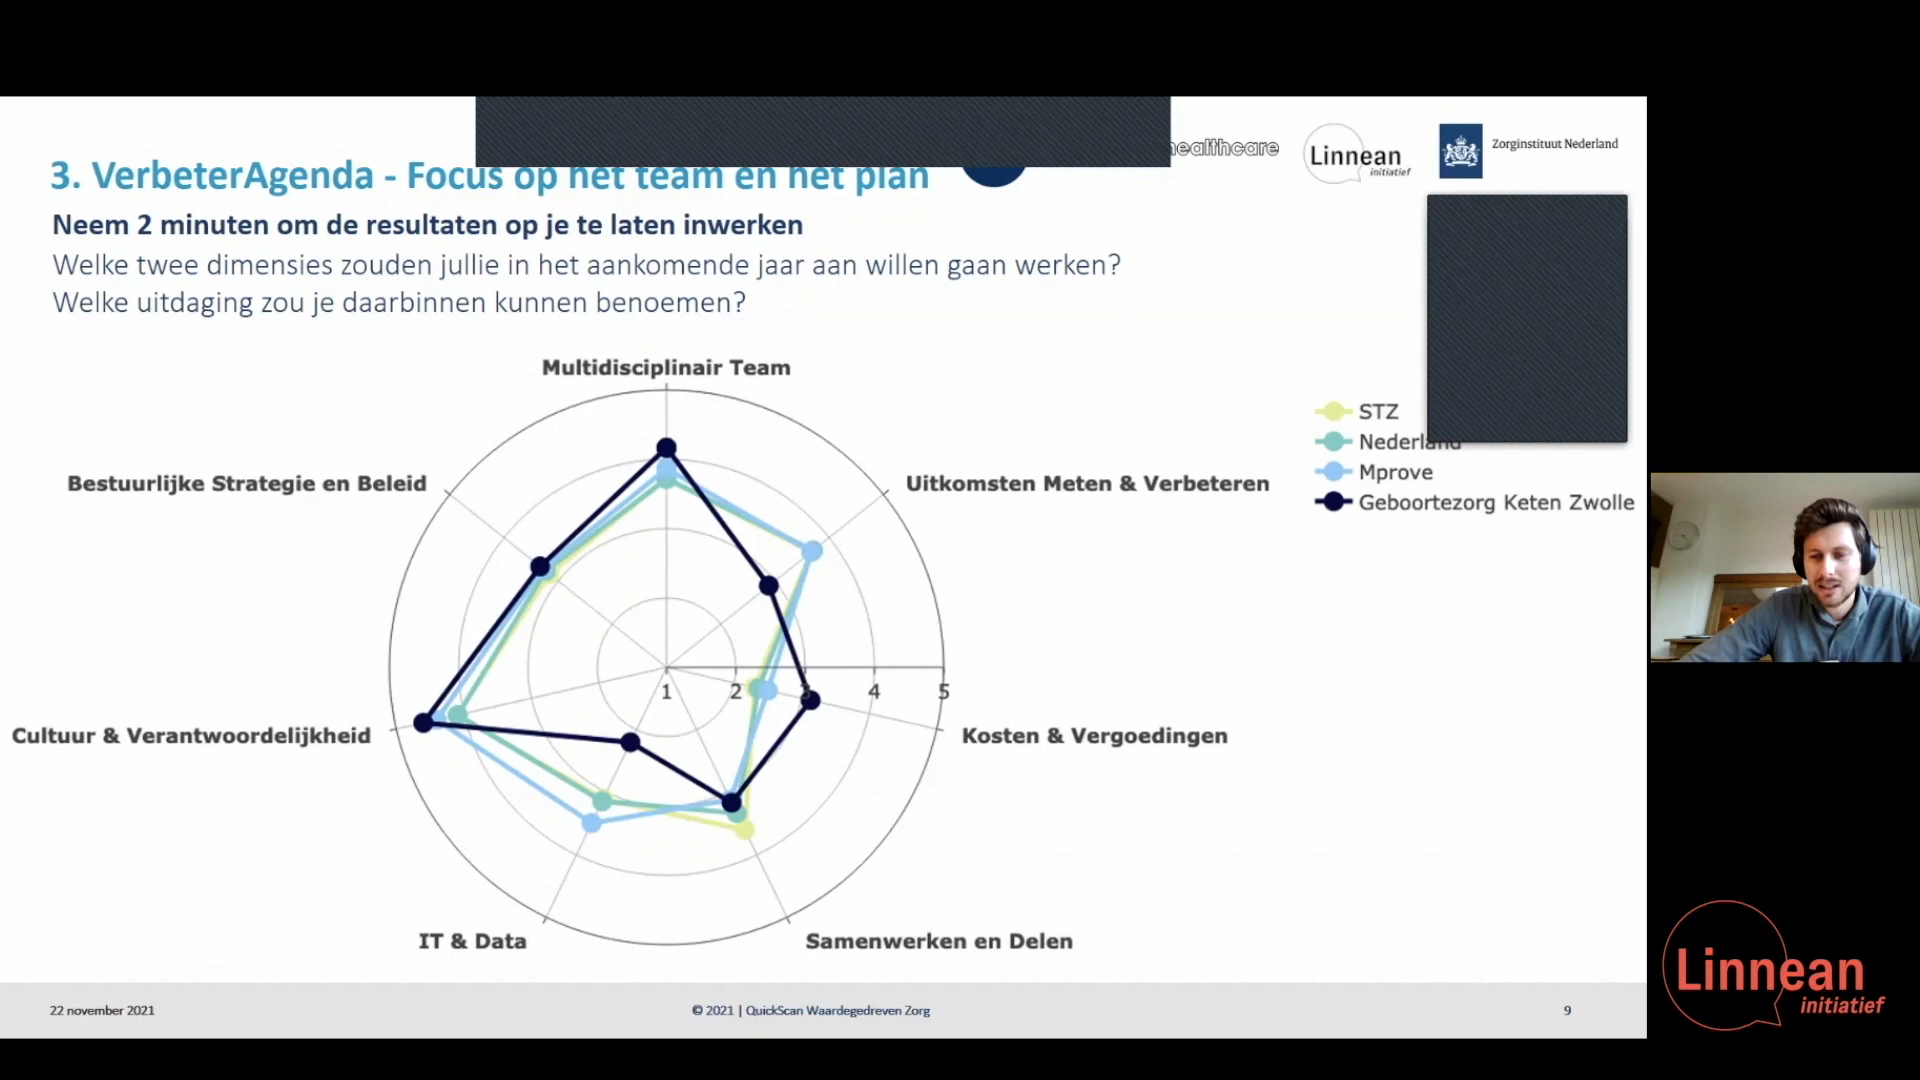 healthcare
Linnean
initiatief
Zorginstituut Nederland
3. VerbeterAgenda - Focus op het team en het plan
Neem 2 minuten om de resultaten op je te laten inwerken
Welke twee dimensies zouden jullie in het aankomende jaar aan willen gaan werken?
Welke uitdaging zou je daarbinnen kunnen benoemen?
Multidisciplinair Team
Bestuurlijke Strategie en Beleid
Uitkomsten Meten & Verbeteren
STZ
Nederland
Mprove
Geboortezorg Keten Zwolle
1 2 3 4 5
Cultuur & Verantwoordelijkheid
Kosten & Vergoedingen
IT & Data
Samenwerken en Delen
22 november 2021
© 2021 | QuickScan Waardegedreven Zorg
9
Linnean
initiatief